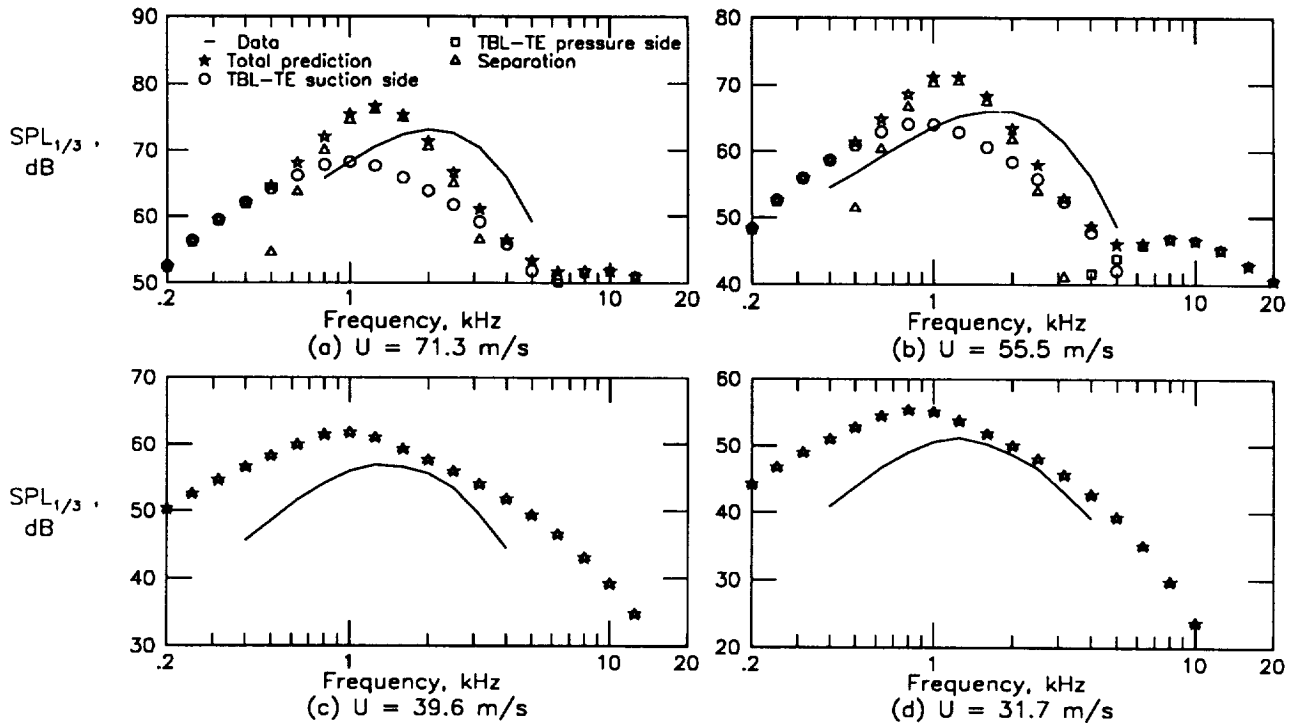 90
80
70
60
50
SPL1/3 ,
dB
— Data
☆ Total prediction
○ TBL-TE suction side
□ TBL-TE pressure side
△ Separation
.2 1 10 20
Frequency, kHz
(a) U = 71.3 m/s
80
70
60
50
40
.2 1 10 20
Frequency, kHz
(b) U = 55.5 m/s
70
60
50
40
30
SPL1/3 ,
dB
.2 1 10 20
Frequency, kHz
(c) U = 39.6 m/s
60
50
40
30
20
.2 1 10 20
Frequency, kHz
(d) U = 31.7 m/s